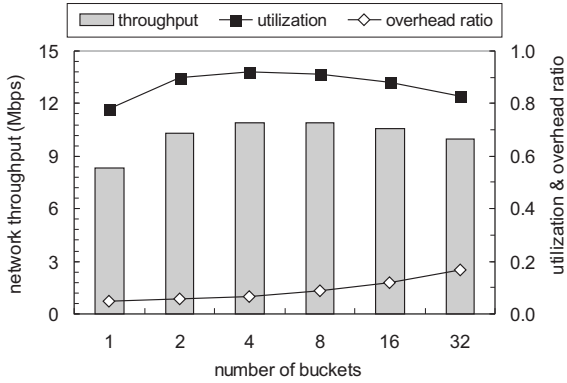 throughput utilization overhead ratio
15 1.0
12 0.8
9 0.6
6 0.4
3 0.2
0 0.0
network throughput (Mbps)
utilization & overhead ratio
1 2 4 8 16 32
number of buckets